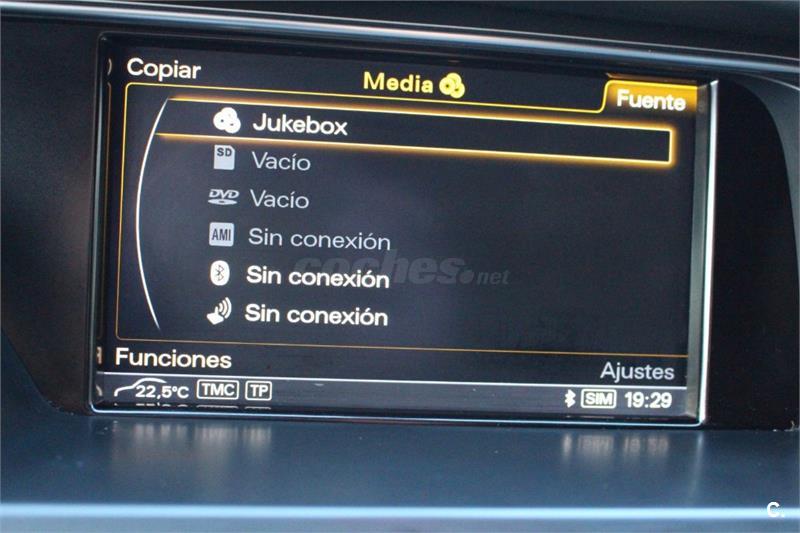 Copiar
Media
Fuente
Jukebox
SD Vacío
DVD Vacío
AMI Sin conexión
Sin conexión
Sin conexión
coches.net
Funciones
Ajustes
22,5°C TMC TP
SIM 19:29
C.